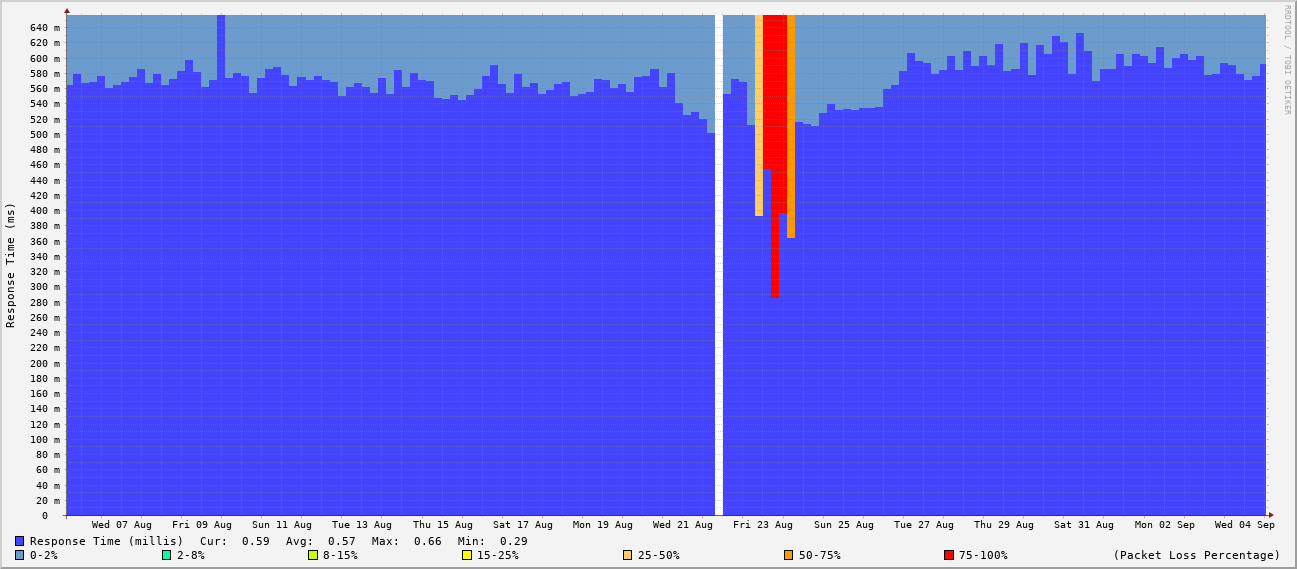 RRDTOOL / TOBI OETIKER
Response Time (ms)
640 m
620 m
600 m
580 m
560 m
540 m
520 m
500 m
480 m
460 m
440 m
420 m
400 m
380 m
360 m
340 m
320 m
300 m
280 m
260 m
240 m
220 m
200 m
180 m
160 m
140 m
120 m
100 m
80 m
60 m
40 m
20 m
0
Wed 07 Aug Fri 09 Aug Sun 11 Aug Tue 13 Aug Thu 15 Aug Sat 17 Aug Mon 19 Aug Wed 21 Aug Fri 23 Aug Sun 25 Aug Tue 27 Aug Thu 29 Aug Sat 31 Aug Mon 02 Sep Wed 04 Sep
Response Time (millis) Cur: 0.59 Avg: 0.57 Max: 0.66 Min: 0.29
0-2% 2-8% 8-15% 15-25% 25-50% 50-75% 75-100% (Packet Loss Percentage)